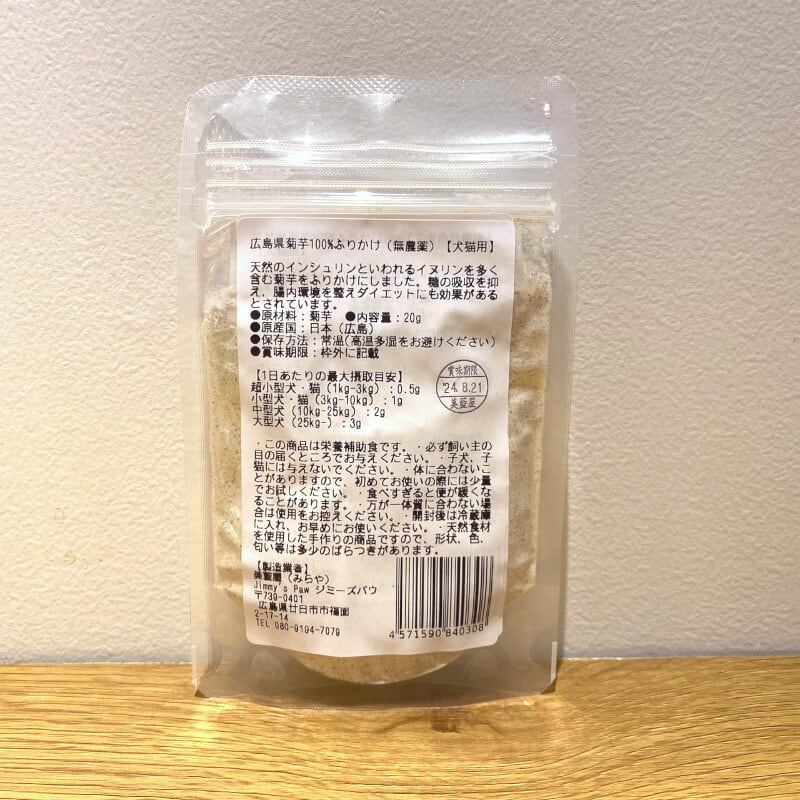 広島県菊芋100%ふりかけ（無農薬）【犬猫用】
天然のインシュリンといわれるイヌリンを多く
含む菊芋をふりかけにしました。糖の吸収を抑
え、腸内環境を整えダイエットにも効果がある
とされています。
●原材料：菊芋　●内容量：20g
●原産国：日本（広島）
●保存方法：常温(高温多湿をお避けください)
●賞味期限：枠外に記載
賞味期限
'24.8.21
美藍屋
【1日あたりの最大摂取目安】
超小型犬・猫（1kg-3kg）：0.5g
小型犬・猫（3kg-10kg）：1g
中型犬（10kg-25kg）：2g
大型犬（25kg-）：3g
・この商品は栄養補助食です。・必ず飼い主の
目の届くところでお与えください。・子犬、子
猫には与えないでください。・体に合わないこ
とがありますので、初めてお使いの際には少量
でお試しください。・食べすぎると便が緩くな
ることがあります。・万が一体質に合わない場
合は使用をお控えください。・開封後は冷蔵庫
に入れ、お早めにお使いください。・天然食材
を使用した手作りの商品ですので、形状、色、
匂い等は多少のばらつきがあります。
【製造業者】
美藍屋（みらや）
Jimmy's Paw ジミーズパウ
〒739-0401
広島県廿日市市福面
2-17-14
TEL 080-9194-7079
4571590840308